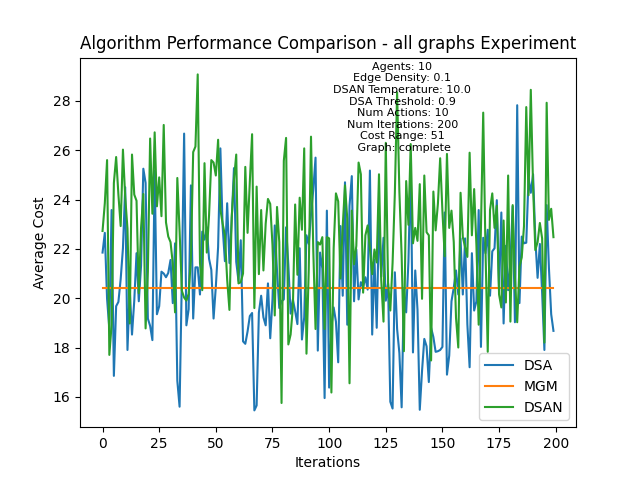 Algorithm Performance Comparison - all graphs Experiment
Agents: 10
Edge Density: 0.1
DSAN Temperature: 10.0
DSA Threshold: 0.9
Num Actions: 10
Num Iterations: 200
Cost Range: 51
Graph: complete
Average Cost
28
26
24
22
20
18
16
DSA
MGM
DSAN
0
25
50
75
100
125
150
175
200
Iterations